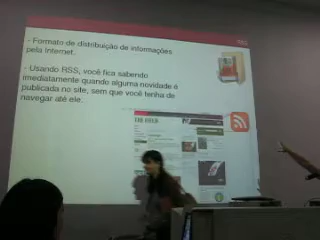 - Formato de distribuição de informações
pela Internet.
- Usando RSS, você fica sabendo
imediatamente quando alguma novidade é
publicada no site, sem que você tenha de
navegar até ele.